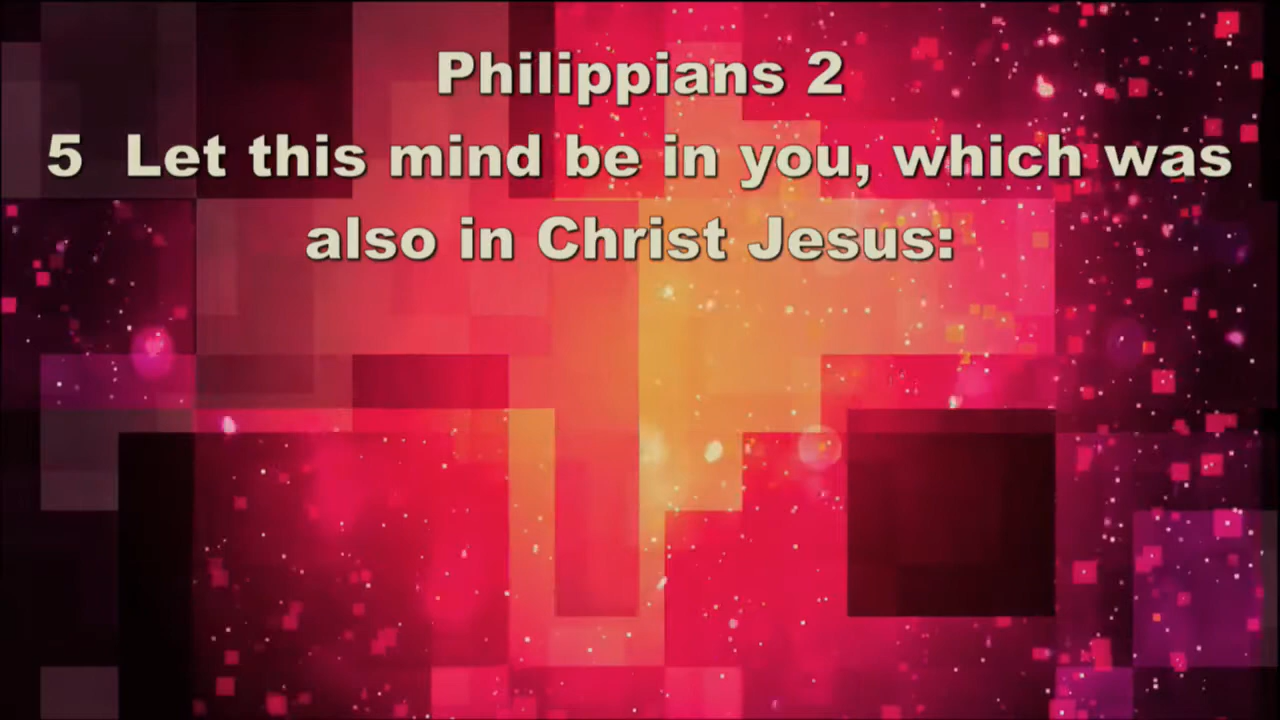 Philippians 2
5 Let this mind be in you, which was
also in Christ Jesus: